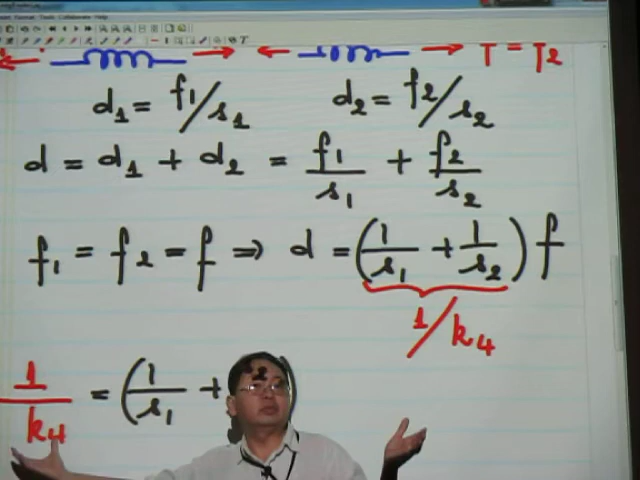 T = T2
d1 = f1/s1 d2 = f2/s2
d = d1 + d2 = f1/s1 + f2/s2
f1 = f2 = f ⇒ d = (1/s1 + 1/s2) f
1/k4
1/k4 = (1/s1 +